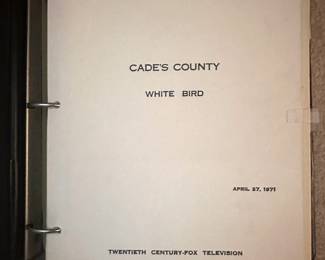 CADE'S COUNTY
WHITE BIRD
APRIL 27, 1971
TWENTIETH CENTURY-FOX TELEVISION